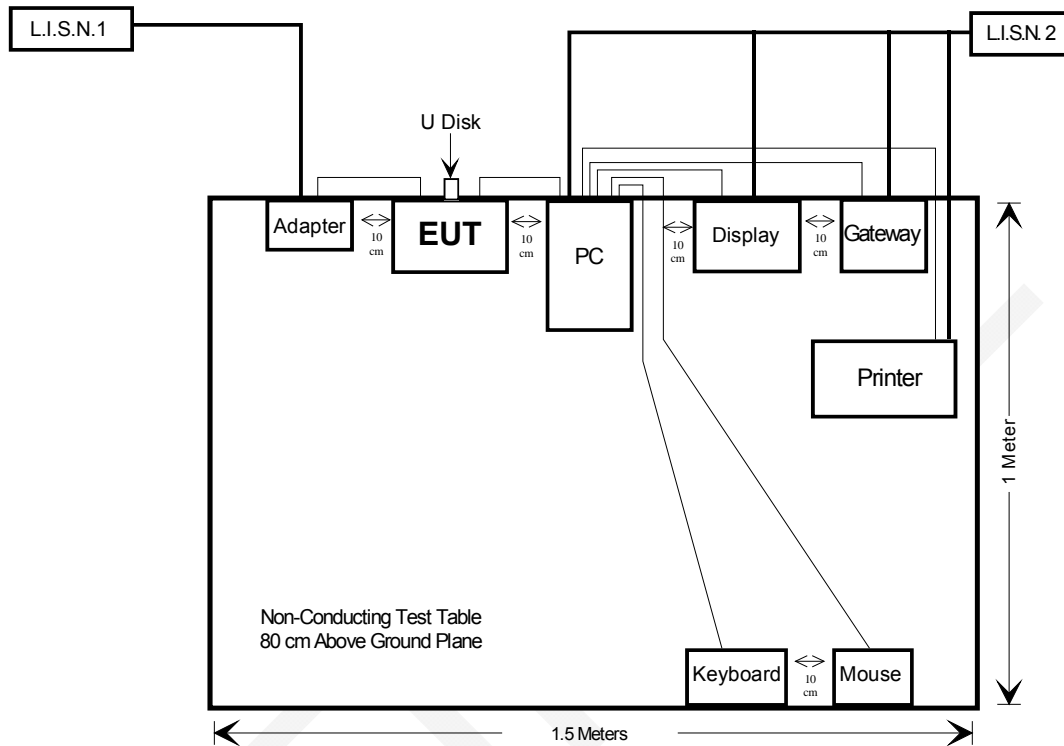 L.I.S.N.1
L.I.S.N. 2
U Disk
Adapter
10
cm
EUT
10
cm
PC
10
cm
Display
10
cm
Gateway
Printer
1 Meter
Non-Conducting Test Table
80 cm Above Ground Plane
Keyboard
10
cm
Mouse
1.5 Meters